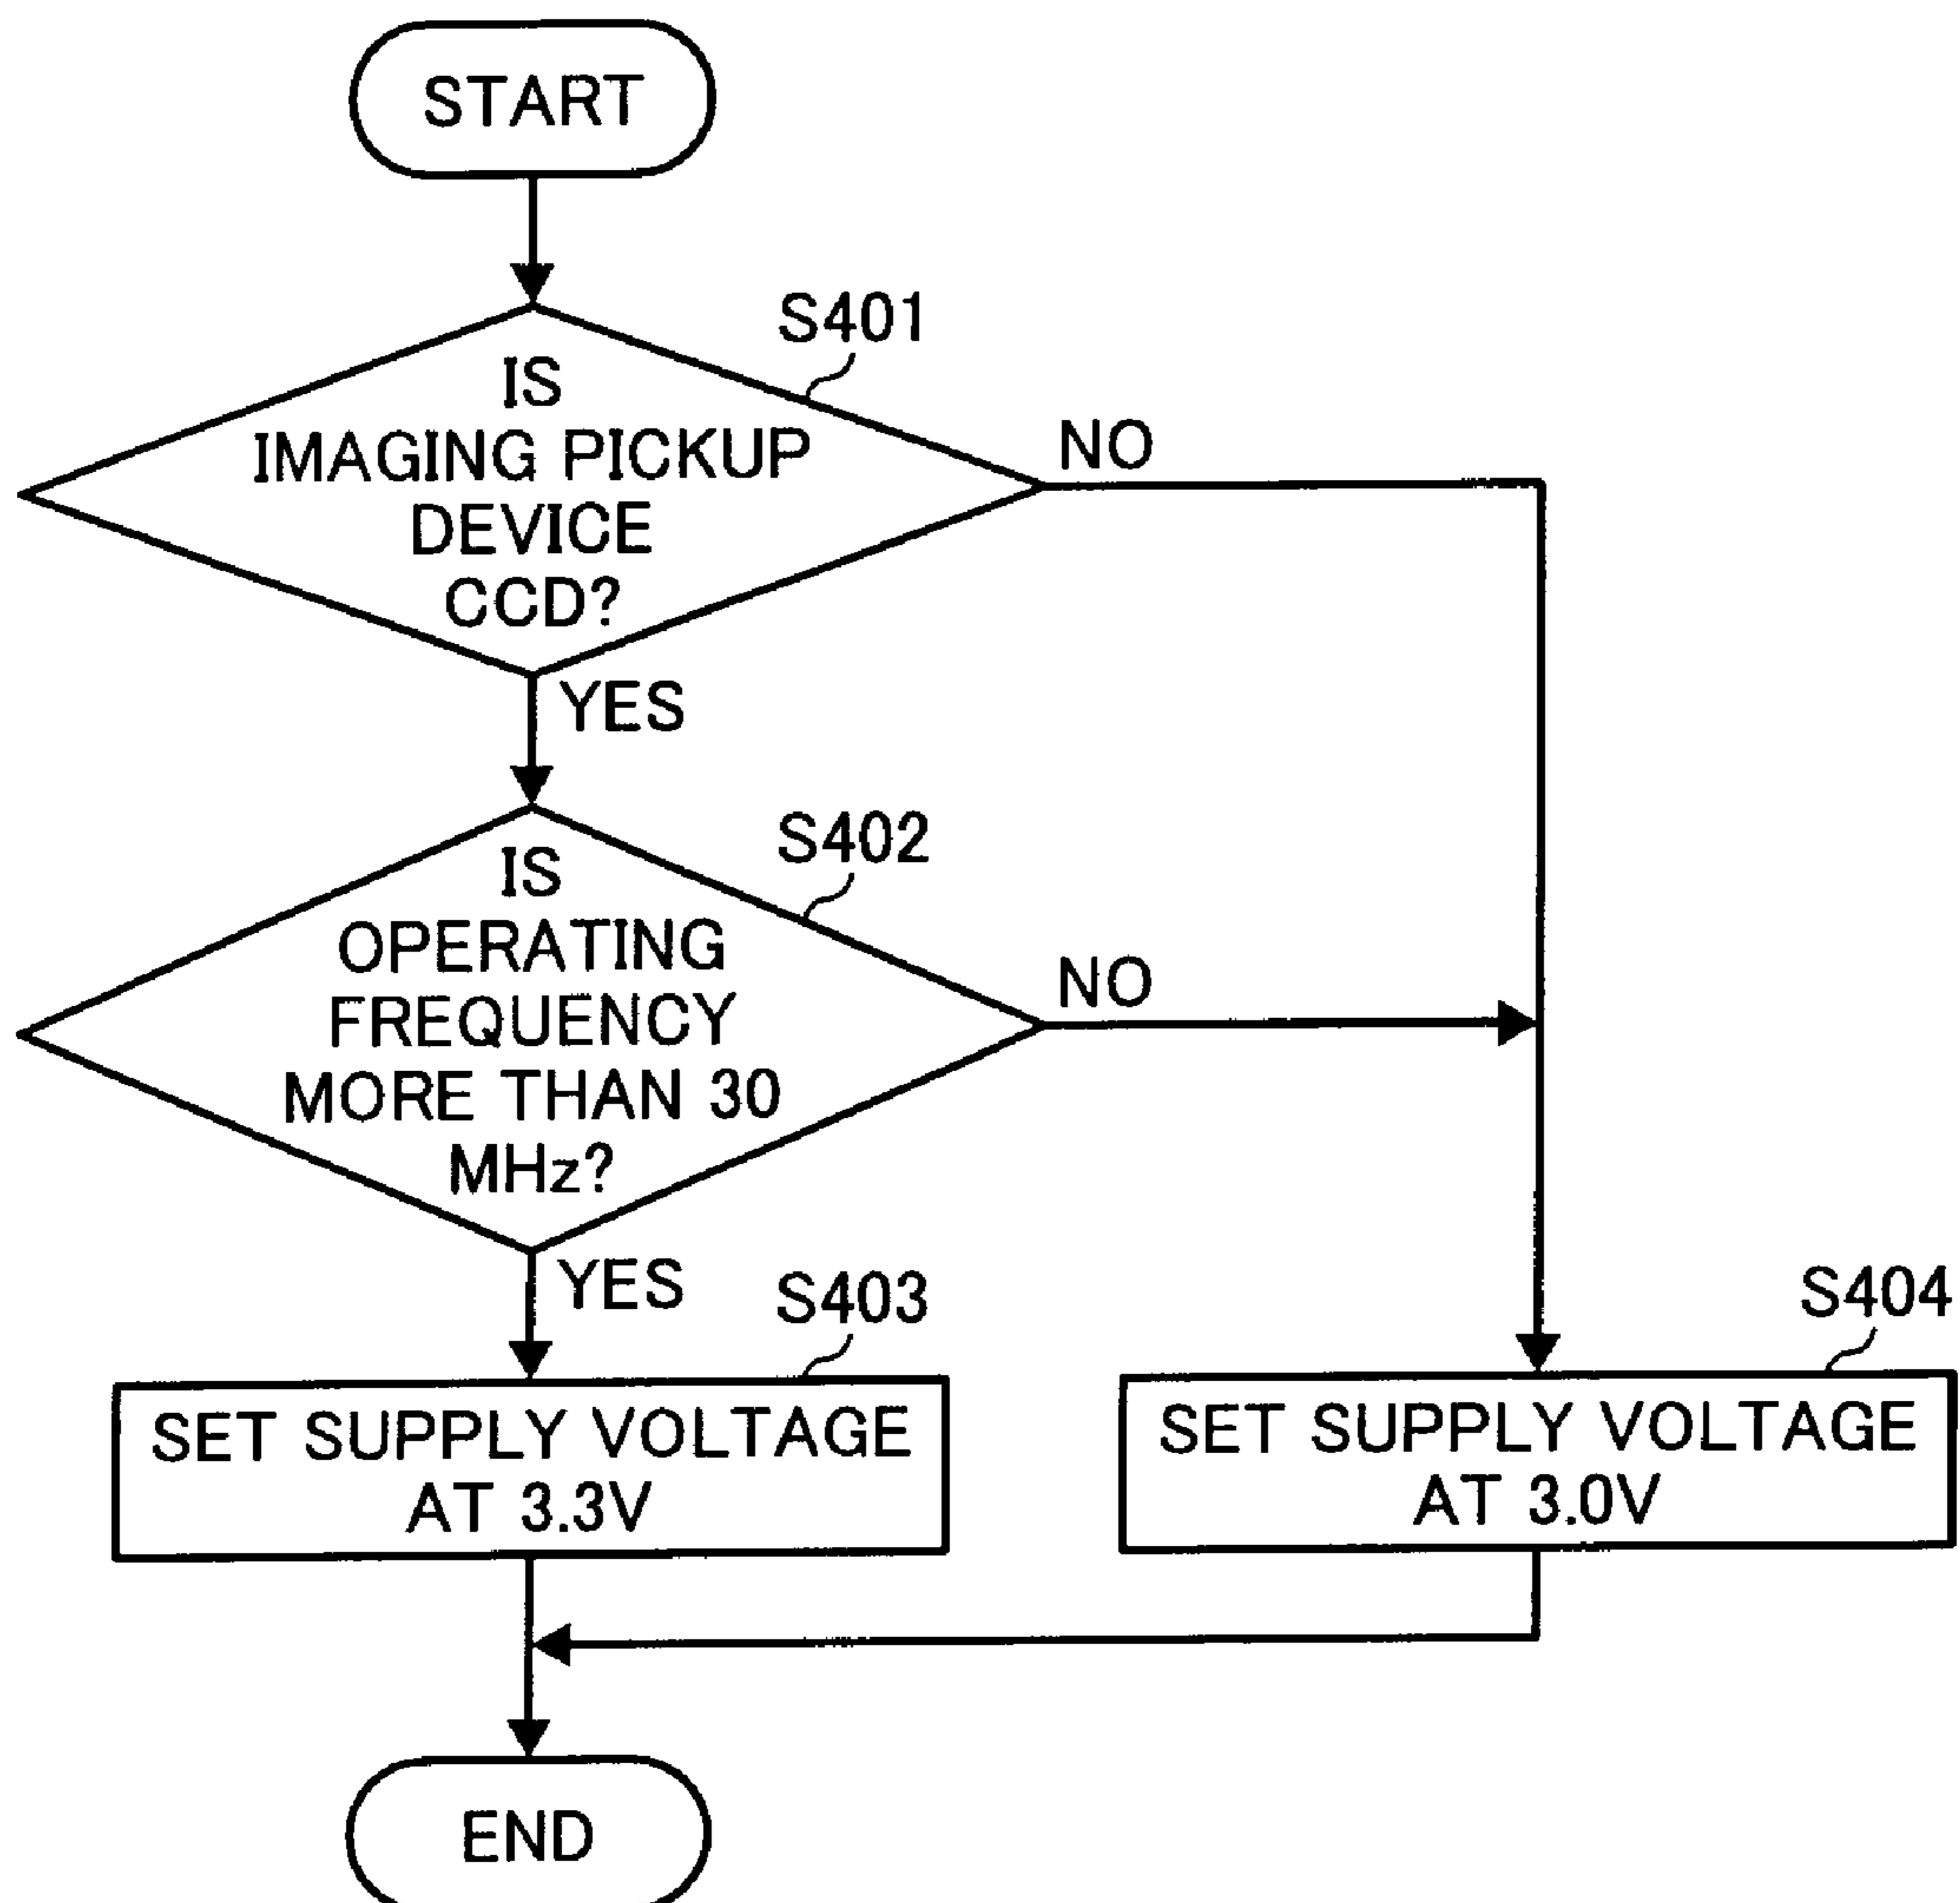 START
S401
IS
IMAGING PICKUP
DEVICE
CCD?
NO
YES
S402
IS
OPERATING
FREQUENCY
MORE THAN 30
MHz?
NO
YES
S403
SET SUPPLY VOLTAGE
AT 3.3V
S404
SET SUPPLY VOLTAGE
AT 3.0V
END